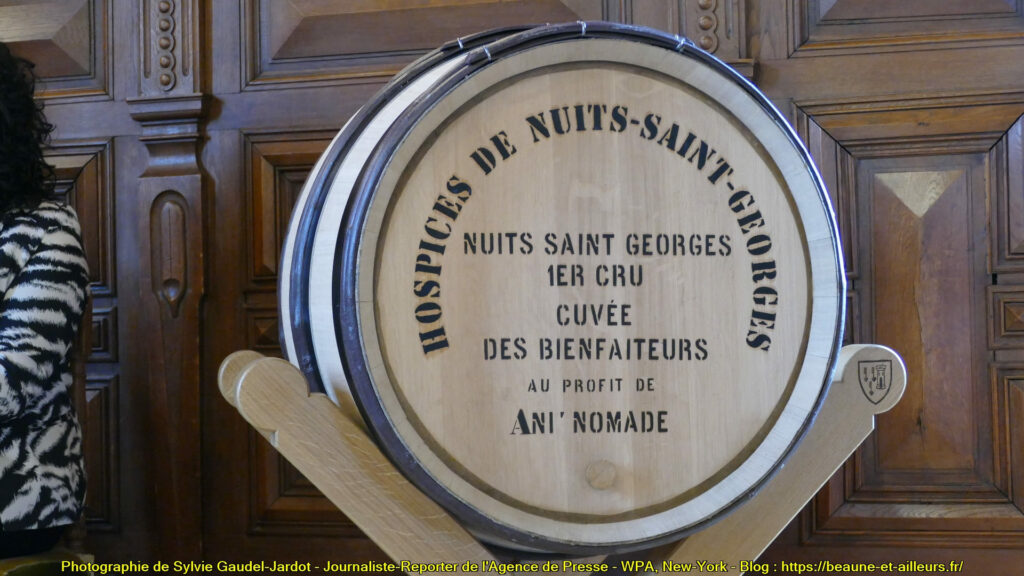 HOSPICES DE NUITS-SAINT-GEORGES
NUITS SAINT GEORGES
1ER CRU
CUVÉE
DES BIENFAITEURS
AU PROFIT DE
ANI' NOMADE
Photographie de Sylvie Gaudel-Jardot - Journaliste-Reporter de l'Agence de Presse - WPA, New-York - Blog : https://beaune-et-ailleurs.fr/